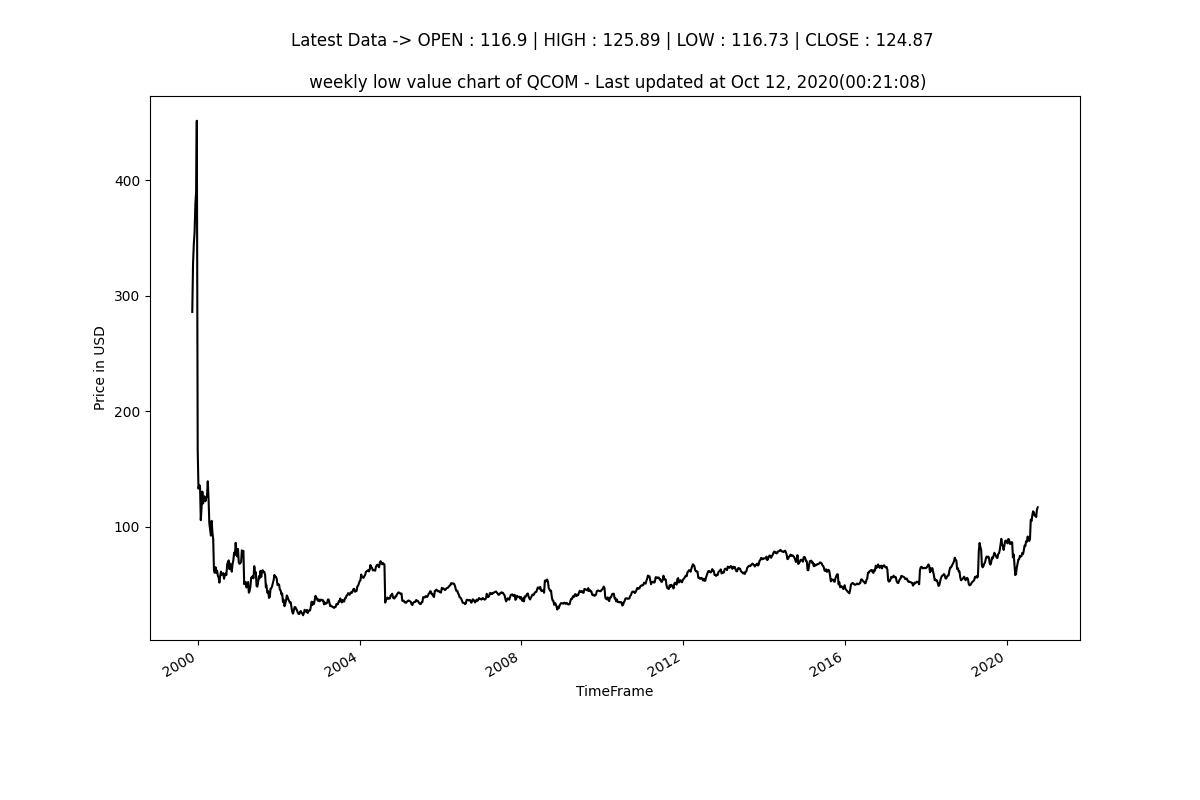 Latest Data -> OPEN : 116.9 | HIGH : 125.89 | LOW : 116.73 | CLOSE : 124.87
weekly low value chart of QCOM - Last updated at Oct 12, 2020(00:21:08)
400
300
200
100
Price in USD
2000
2004
2008
2012
2016
2020
TimeFrame